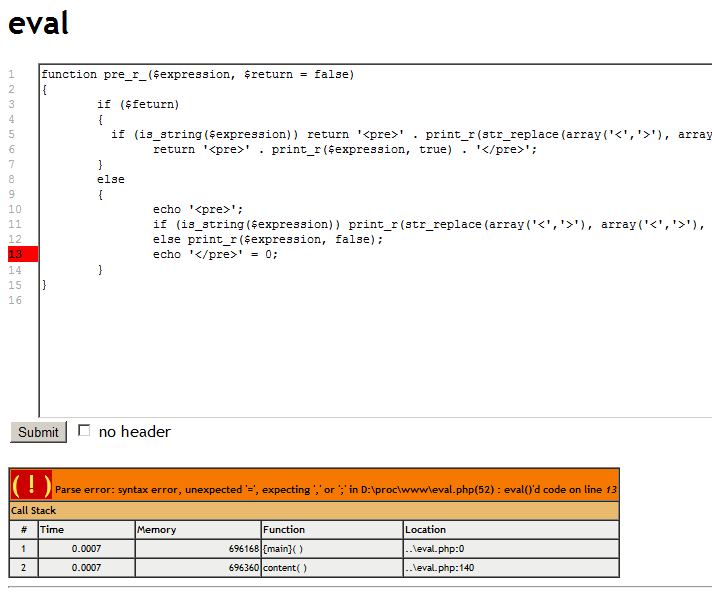 eval
1 function pre_r_($expression, $return = false)
2 {
3 if ($feturn)
4 {
5 if (is_string($expression)) return '<pre>' . print_r(str_replace(array('<','>'), array
6 return '<pre>' . print_r($expression, true) . '</pre>';
7 }
8 else
9 {
10 echo '<pre>';
11 if (is_string($expression)) print_r(str_replace(array('<','>'), array('<','>'),
12 else print_r($expression, false);
13 echo '</pre>' = 0;
14 }
15 }
16
Submit no header
( ! ) Parse error: syntax error, unexpected '=', expecting ',' or ';' in D:\proc\www\eval.php(52) : eval()'d code on line 13
Call Stack
# Time Memory Function Location
1 0.0007 696168 {main}( ) ..\eval.php:0
2 0.0007 696360 content( ) ..\eval.php:140